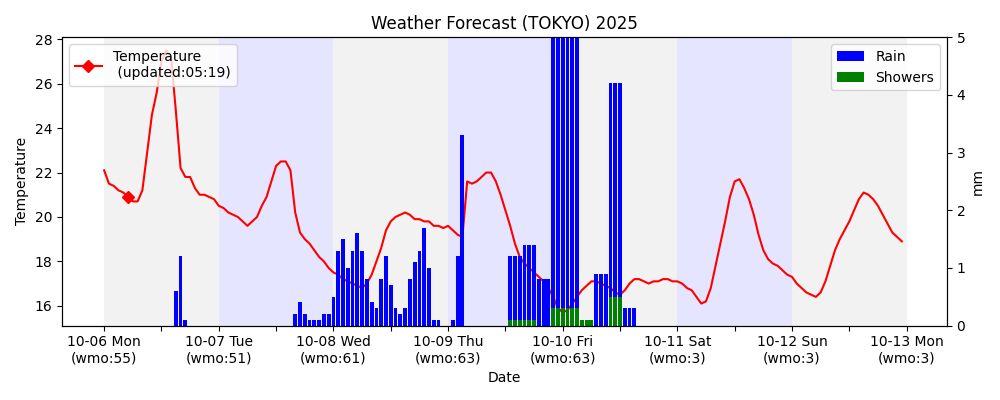 Weather Forecast (TOKYO) 2025
Temperature
(updated:05:19)
Rain
Showers
Temperature
28
26
24
22
20
18
16
5
4
3
2
1
0
mm
10-06 Mon
(wmo:55)
10-07 Tue
(wmo:51)
10-08 Wed
(wmo:61)
10-09 Thu
(wmo:63)
10-10 Fri
(wmo:63)
10-11 Sat
(wmo:3)
10-12 Sun
(wmo:3)
10-13 Mon
(wmo:3)
Date